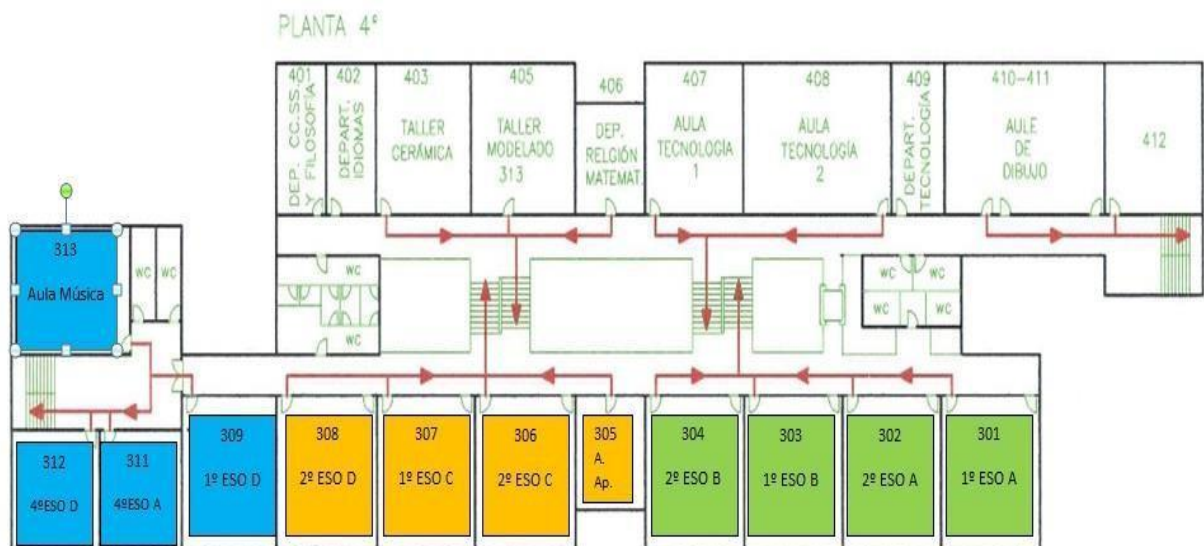 PLANTA 4º
401
DEP. CC.SS.
Y FILOSOFÍA
402
DEPART.
IDIOMAS
403
TALLER
CERÁMICA
405
TALLER
MODELADO
313
406
DEP.
RELGIÓN
MATEMAT.
407
AULA
TECNOLOGÍA
1
408
AULA
TECNOLOGÍA
2
409
DEPART.
TECNOLOGÍA
410-411
AULE
DE
DIBUJO
412
313
Aula Música
WC
WC
WC
WC
WC
WC
WC
WC
312
4ºESO D
311
4ºESO A
309
1º ESO D
308
2º ESO D
307
1º ESO C
306
2º ESO C
305
A.
Ap.
304
2º ESO B
303
1º ESO B
302
2º ESO A
301
1º ESO A